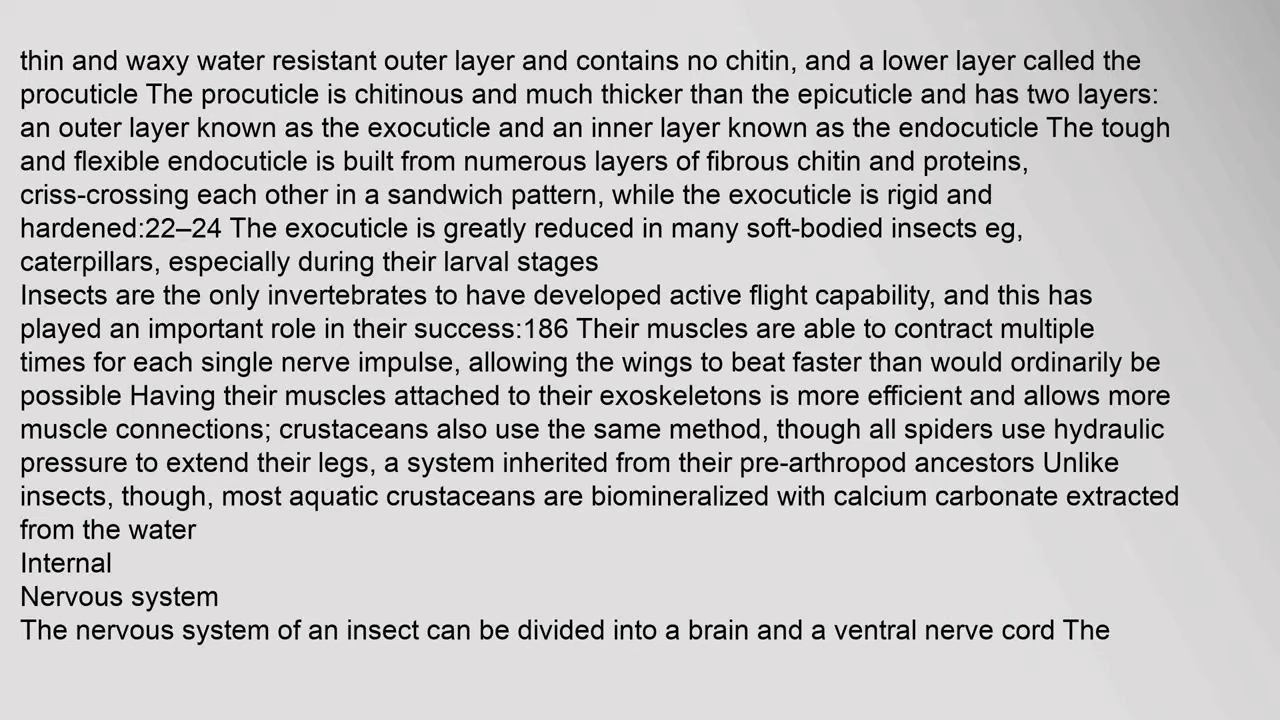 thin and waxy water resistant outer layer and contains no chitin, and a lower layer called the
procuticle The procuticle is chitinous and much thicker than the epicuticle and has two layers:
an outer layer known as the exocuticle and an inner layer known as the endocuticle The tough
and flexible endocuticle is built from numerous layers of fibrous chitin and proteins,
criss-crossing each other in a sandwich pattern, while the exocuticle is rigid and
hardened:22–24 The exocuticle is greatly reduced in many soft-bodied insects eg,
caterpillars, especially during their larval stages
Insects are the only invertebrates to have developed active flight capability, and this has
played an important role in their success:186 Their muscles are able to contract multiple
times for each single nerve impulse, allowing the wings to beat faster than would ordinarily be
possible Having their muscles attached to their exoskeletons is more efficient and allows more
muscle connections; crustaceans also use the same method, though all spiders use hydraulic
pressure to extend their legs, a system inherited from their pre-arthropod ancestors Unlike
insects, though, most aquatic crustaceans are biomineralized with calcium carbonate extracted
from the water
Internal
Nervous system
The nervous system of an insect can be divided into a brain and a ventral nerve cord The